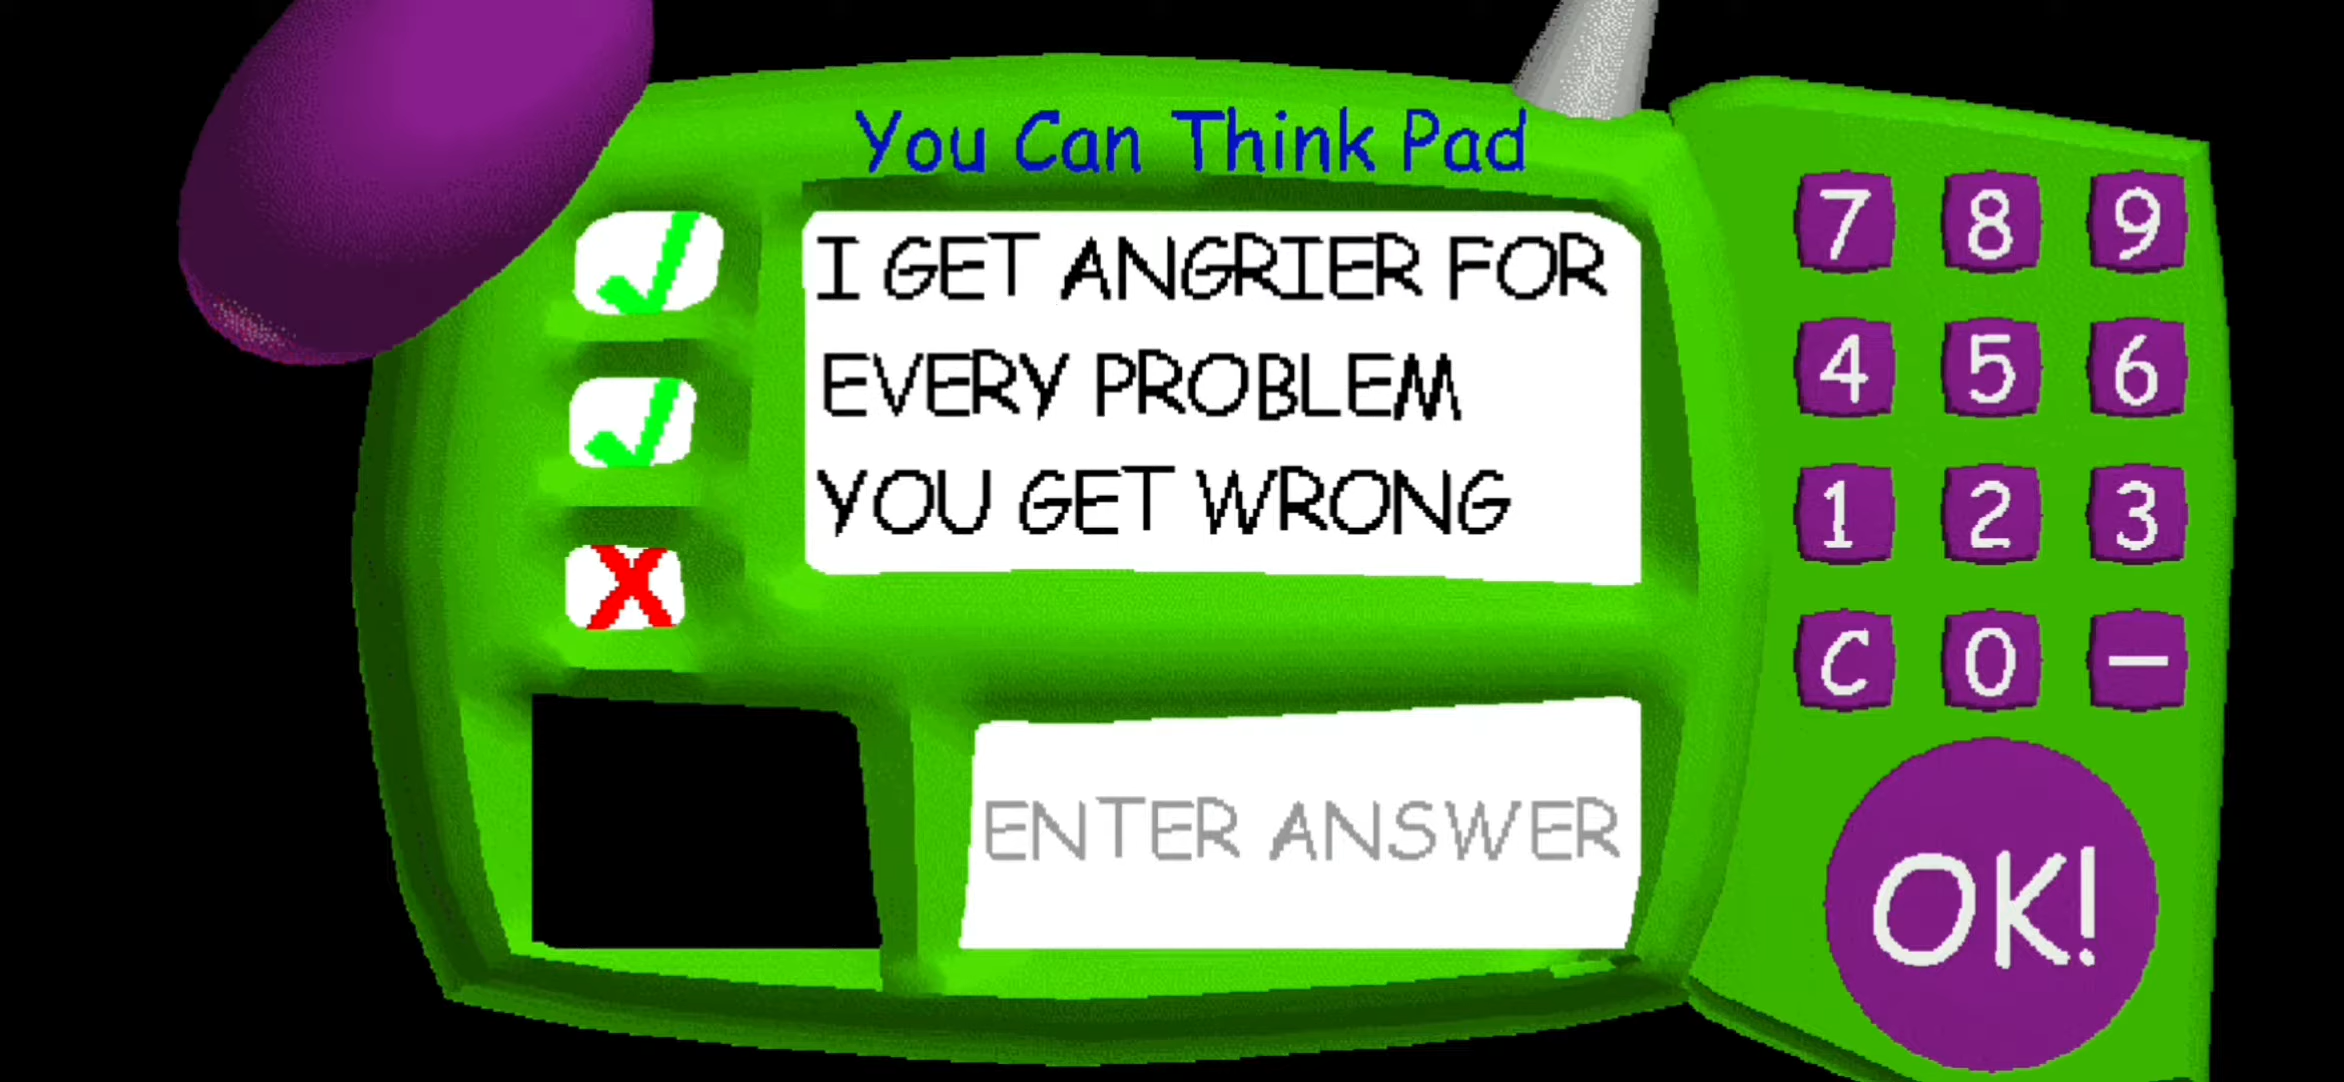 You Can Think Pad
I GET ANGRIER FOR
EVERY PROBLEM
YOU GET WRONG
ENTER ANSWER
7 8 9
4 5 6
1 2 3
C 0 –
OK!